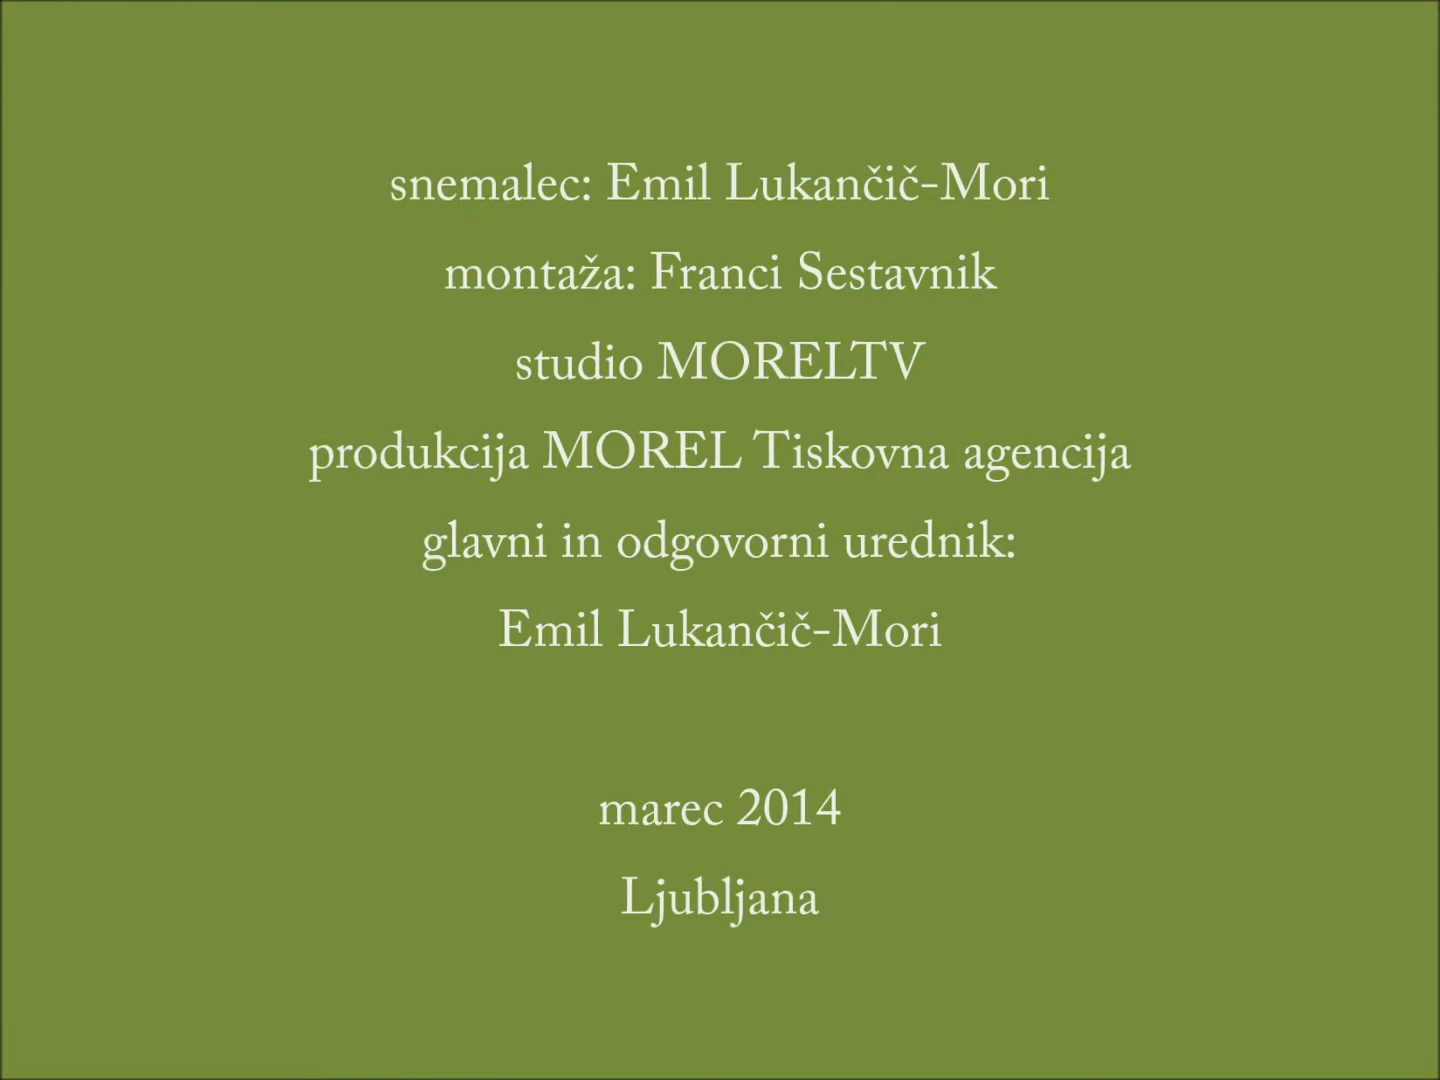 snemalec: Emil Lukančič-Mori
montaža: Franci Sestavnik
studio MORELTV
produkcija MOREL Tiskovna agencija
glavni in odgovorni urednik:
Emil Lukančič-Mori
marec 2014
Ljubljana